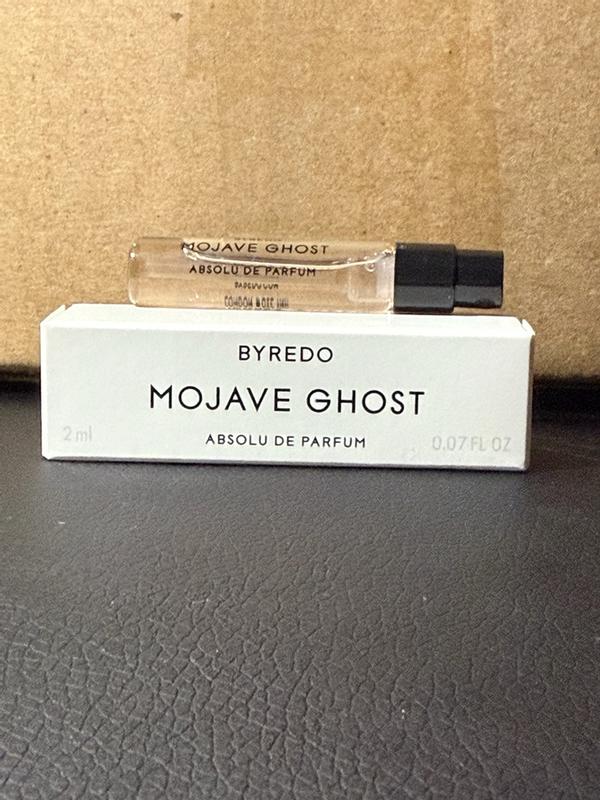 MOJAVE GHOST
ABSOLU DE PARFUM
BYREDO
MOJAVE GHOST
2 ml
ABSOLU DE PARFUM
0.07 FL OZ